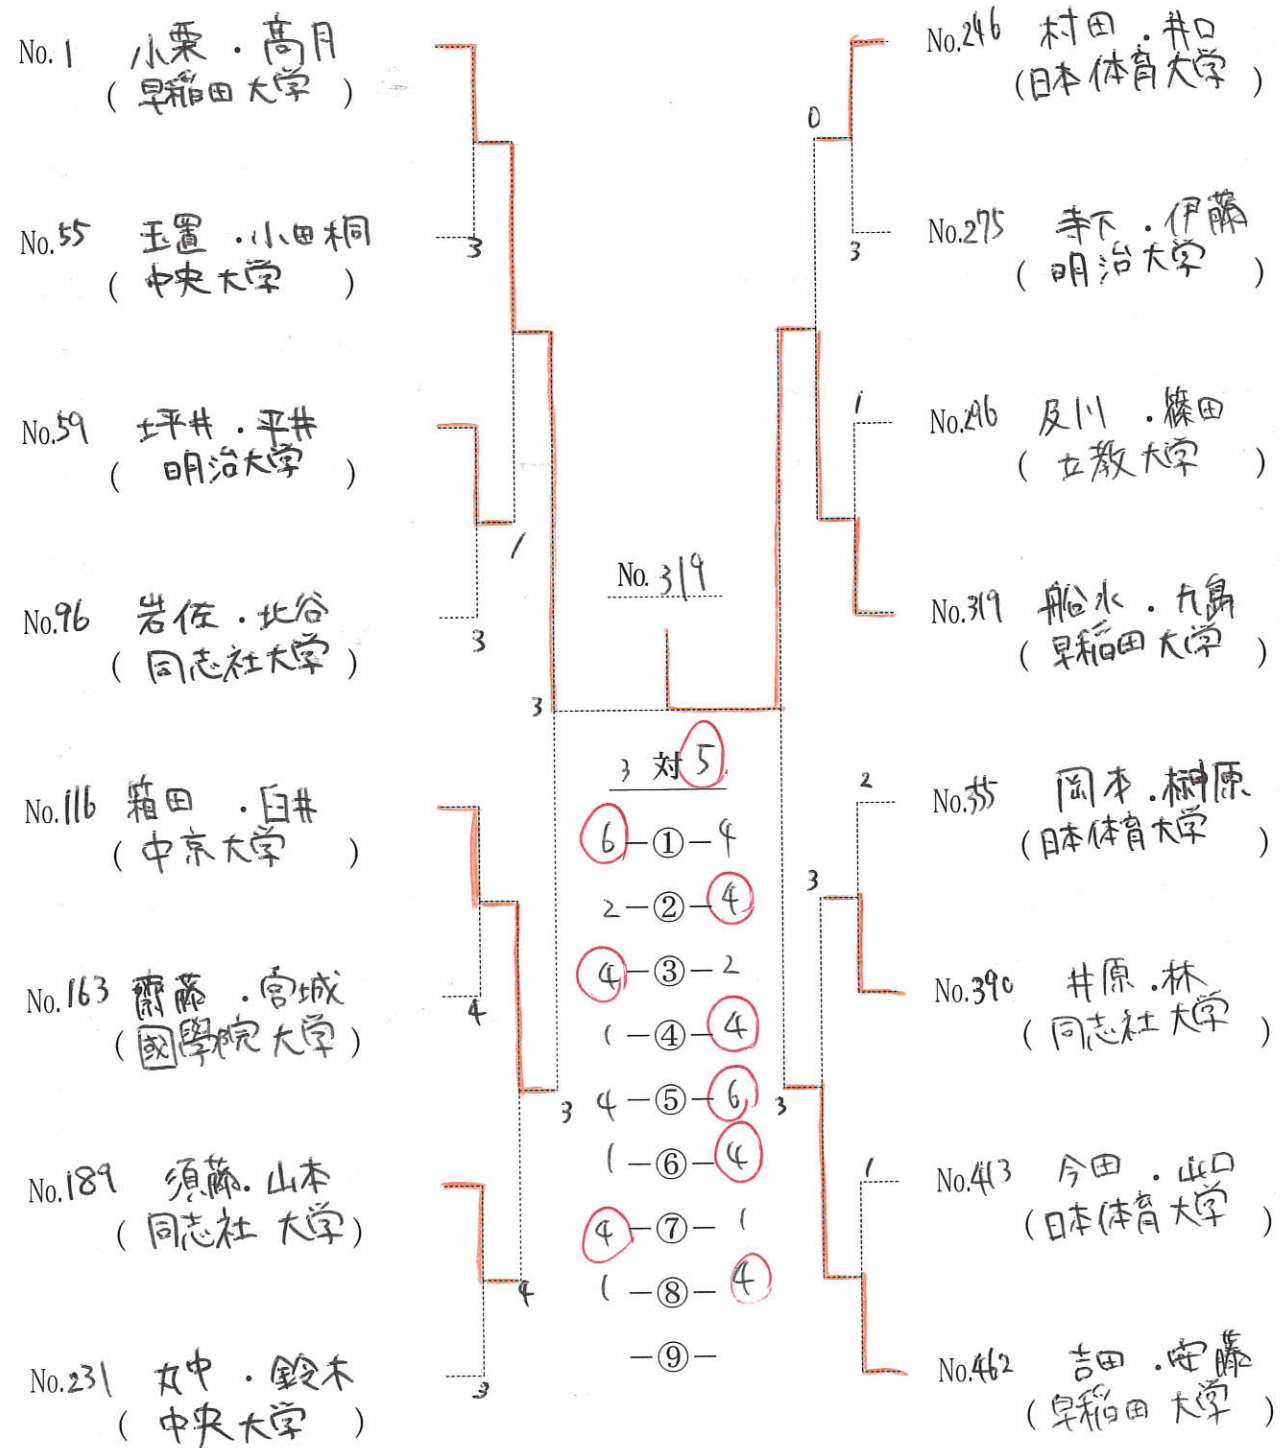 No.1 小栗・髙月
(早稲田大学)
3
No.55 玉置・小田桐
(中央大学)
No.59 坪井・平井
(明治大学)
1
No.96 岩佐・北谷
(同志社大学)
3
3
No.116 箱田・臼井
(中京大学)
No.163 齋藤・宮城
(國學院大学)
4
3
No.189 須藤・山本
(同志社大学)
4
No.231 丸中・鈴木
(中央大学)
3
No.319
3対5
6-①-4
2-②-4
4-③-2
1-④-4
4-⑤-6
1-⑥-4
4-⑦-1
1-⑧-4
-⑨-
No.246 村田・井口
(日本体育大学)
0
No.275 寺下・伊藤
(明治大学)
3
1
No.296 及川・篠田
(立教大学)
No.319 船水・九島
(早稲田大学)
2
No.355 岡本・榊原
(日本体育大学)
3
No.390 井原・林
(同志社大学)
3
1
No.413 今田・山口
(日本体育大学)
No.462 吉田・安藤
(早稲田大学)